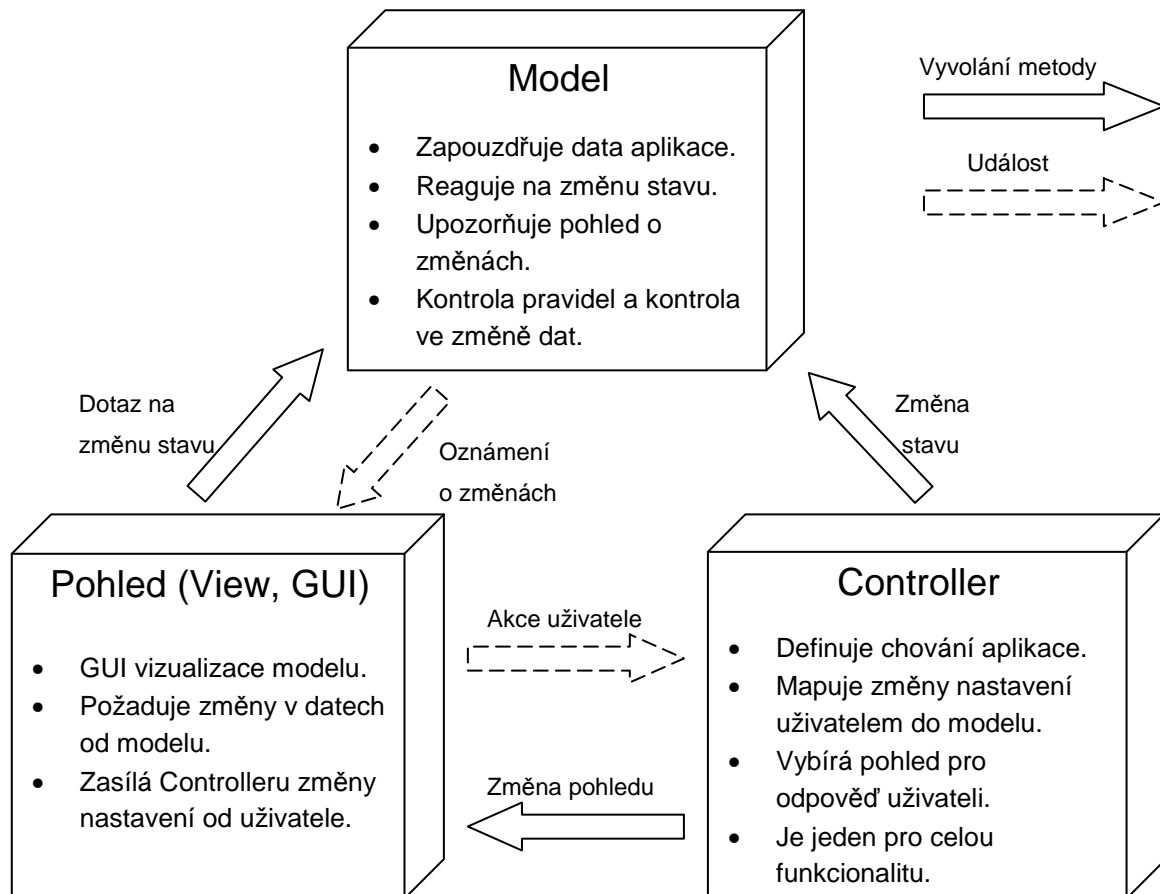 Model
• Zapouzdřuje data aplikace.
• Reaguje na změnu stavu.
• Upozorňuje pohled o
změnách.
• Kontrola pravidel a kontrola
ve změně dat.
Vyvolání metody
Událost
Dotaz na
změnu stavu
Oznámení
o změnách
Změna
stavu
Pohled (View, GUI)
• GUI vizualizace modelu.
• Požaduje změny v datech
od modelu.
• Zasílá Controlleru změny
nastavení od uživatele.
Akce uživatele
Změna pohledu
Controller
• Definuje chování aplikace.
• Mapuje změny nastavení
uživatelem do modelu.
• Vybírá pohled pro
odpověď uživateli.
• Je jeden pro celou
funkcionalitu.